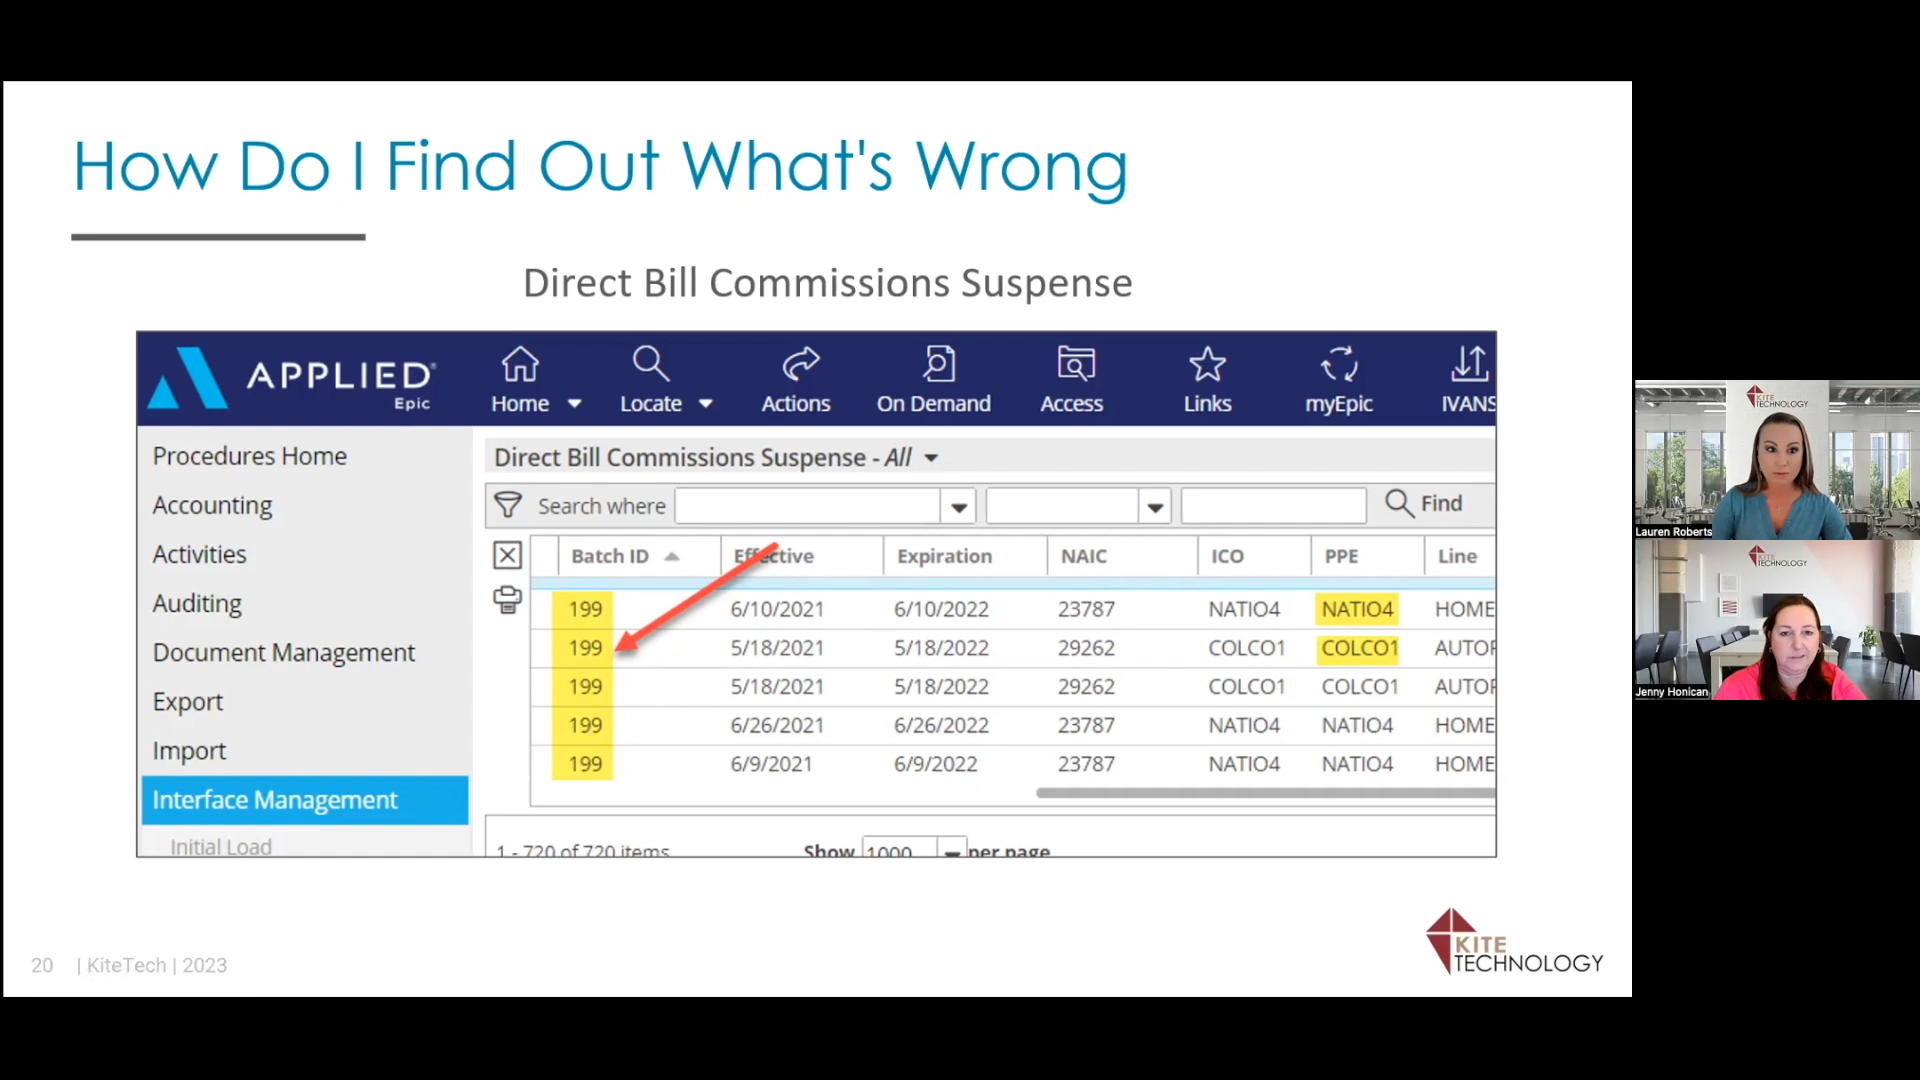 How Do I Find Out What's Wrong
Direct Bill Commissions Suspense
APPLIED®
Epic
Home
Locate
Actions
On Demand
Access
Links
myEpic
IVANS
Procedures Home
Accounting
Activities
Auditing
Document Management
Export
Import
Interface Management
Initial Load
Direct Bill Commissions Suspense - All
Search where
Find
Batch ID Effective Expiration NAIC ICO PPE Line
199 6/10/2021 6/10/2022 23787 NATIO4 NATIO4 HOME
199 5/18/2021 5/18/2022 29262 COLCO1 COLCO1 AUTOP
199 5/18/2021 5/18/2022 29262 COLCO1 COLCO1 AUTOP
199 6/26/2021 6/26/2022 23787 NATIO4 NATIO4 HOME
199 6/9/2021 6/9/2022 23787 NATIO4 NATIO4 HOME
1 - 720 of 720 items Show 1000 per page
20 | KiteTech | 2023
KITE
TECHNOLOGY
KITE
TECHNOLOGY
Lauren Roberts
KITE
TECHNOLOGY
Jenny Honican